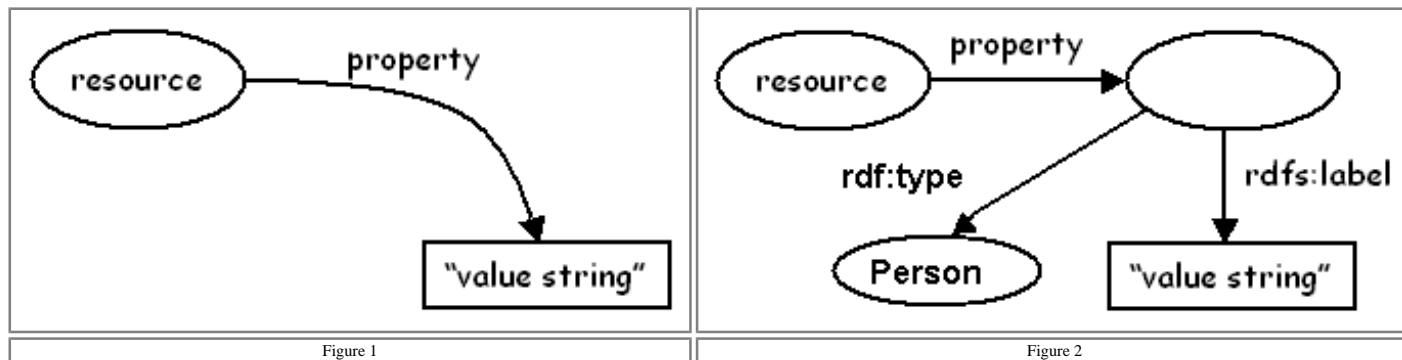 property
resource
"value string"
Figure 1
property
resource
rdf:type
rdfs:label
Person
"value string"
Figure 2